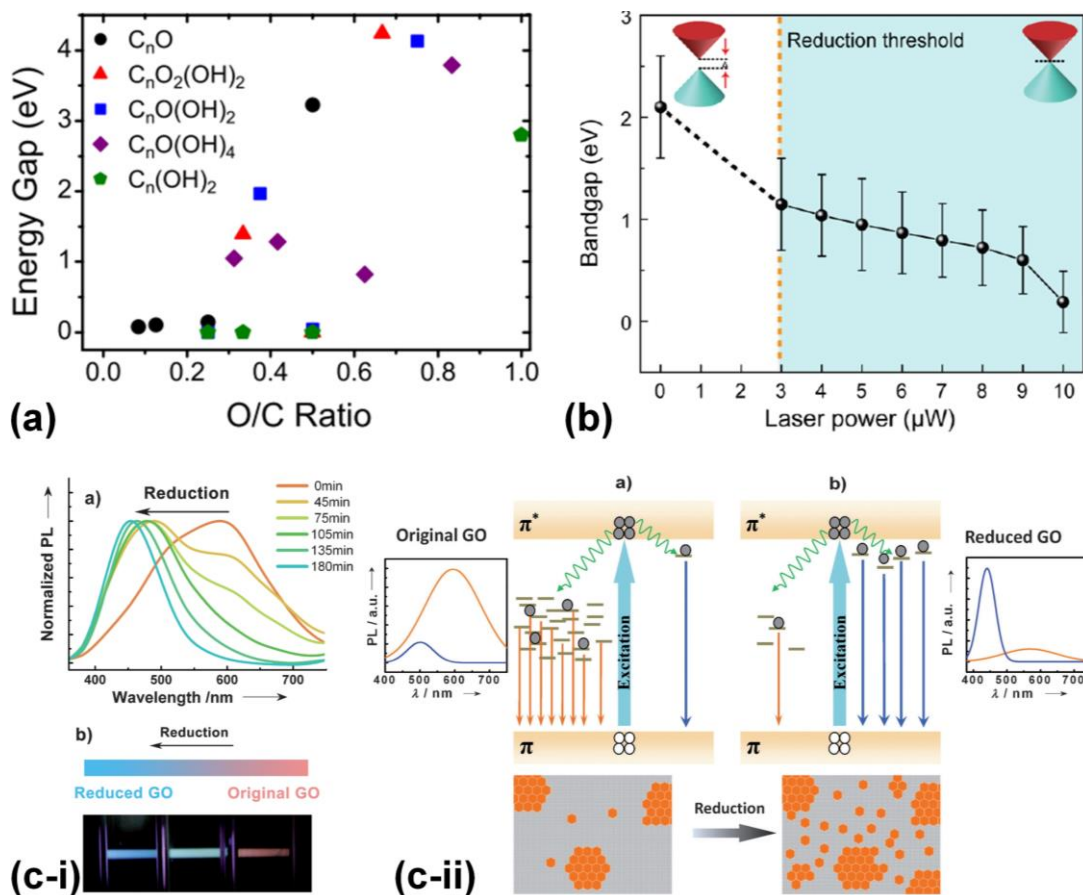 Energy Gap (eV)
4
3
2
1
0
CnO
CnO2(OH)2
CnO(OH)2
CnO(OH)4
Cn(OH)2
0.0 0.2 0.4 0.6 0.8 1.0
O/C Ratio
(a)
Bandgap (eV)
3
2
1
0
Reduction threshold
0 1 2 3 4 5 6 7 8 9 10
Laser power (μW)
(b)
a)
Normalized PL
Reduction
0min
45min
75min
105min
135min
180min
400 500 600 700
Wavelength /nm
b)
Reduction
Reduced GO Original GO
(c-i)
Original GO
PL / a.u.
400 500 600 700
λ / nm
a)
π*
Excitation
π
b)
π*
Excitation
π
Reduced GO
PL / a.u.
400 500 600 700
λ / nm
Reduction
(c-ii)